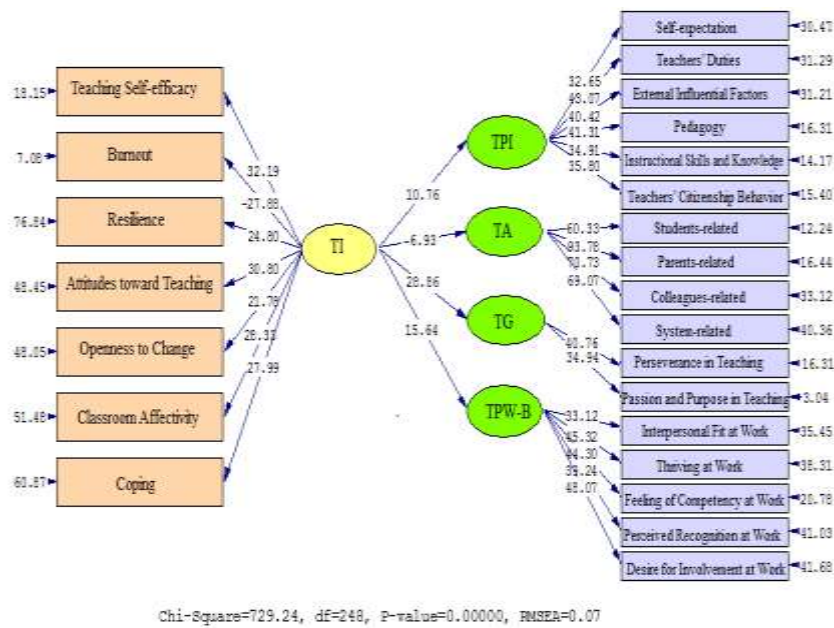 18.15
Teaching Self-efficacy
7.08
Burnout
76.84
Resilience
48.45
Attitudes toward Teaching
48.05
Openness to Change
51.48
Classroom Affectivity
60.87
Coping
32.19
-27.88
24.80
30.80
21.78
28.33
27.99
TI
10.76
-6.93
28.86
15.64
TPI
TA
TG
TPW-B
32.65
49.07
40.42
41.31
34.91
35.80
60.33
93.78
70.73
69.07
40.76
34.94
33.12
45.32
44.30
39.24
48.07
Self-expectation
30.47
Teachers' Duties
31.29
External Influential Factors
31.21
Pedagogy
16.31
Instructional Skills and Knowledge
14.17
Teachers' Citizenship Behavior
15.40
Students-related
12.24
Parents-related
16.44
Colleagues-related
33.12
System-related
40.36
Perseverance in Teaching
16.31
Passion and Purpose in Teaching
3.04
Interpersonal Fit at Work
35.45
Thriving at Work
38.31
Feeling of Competency at Work
20.78
Perceived Recognition at Work
41.03
Desire for Involvement at Work
41.68
Chi-Square=729.24, df=248, P-value=0.00000, RMSEA=0.07